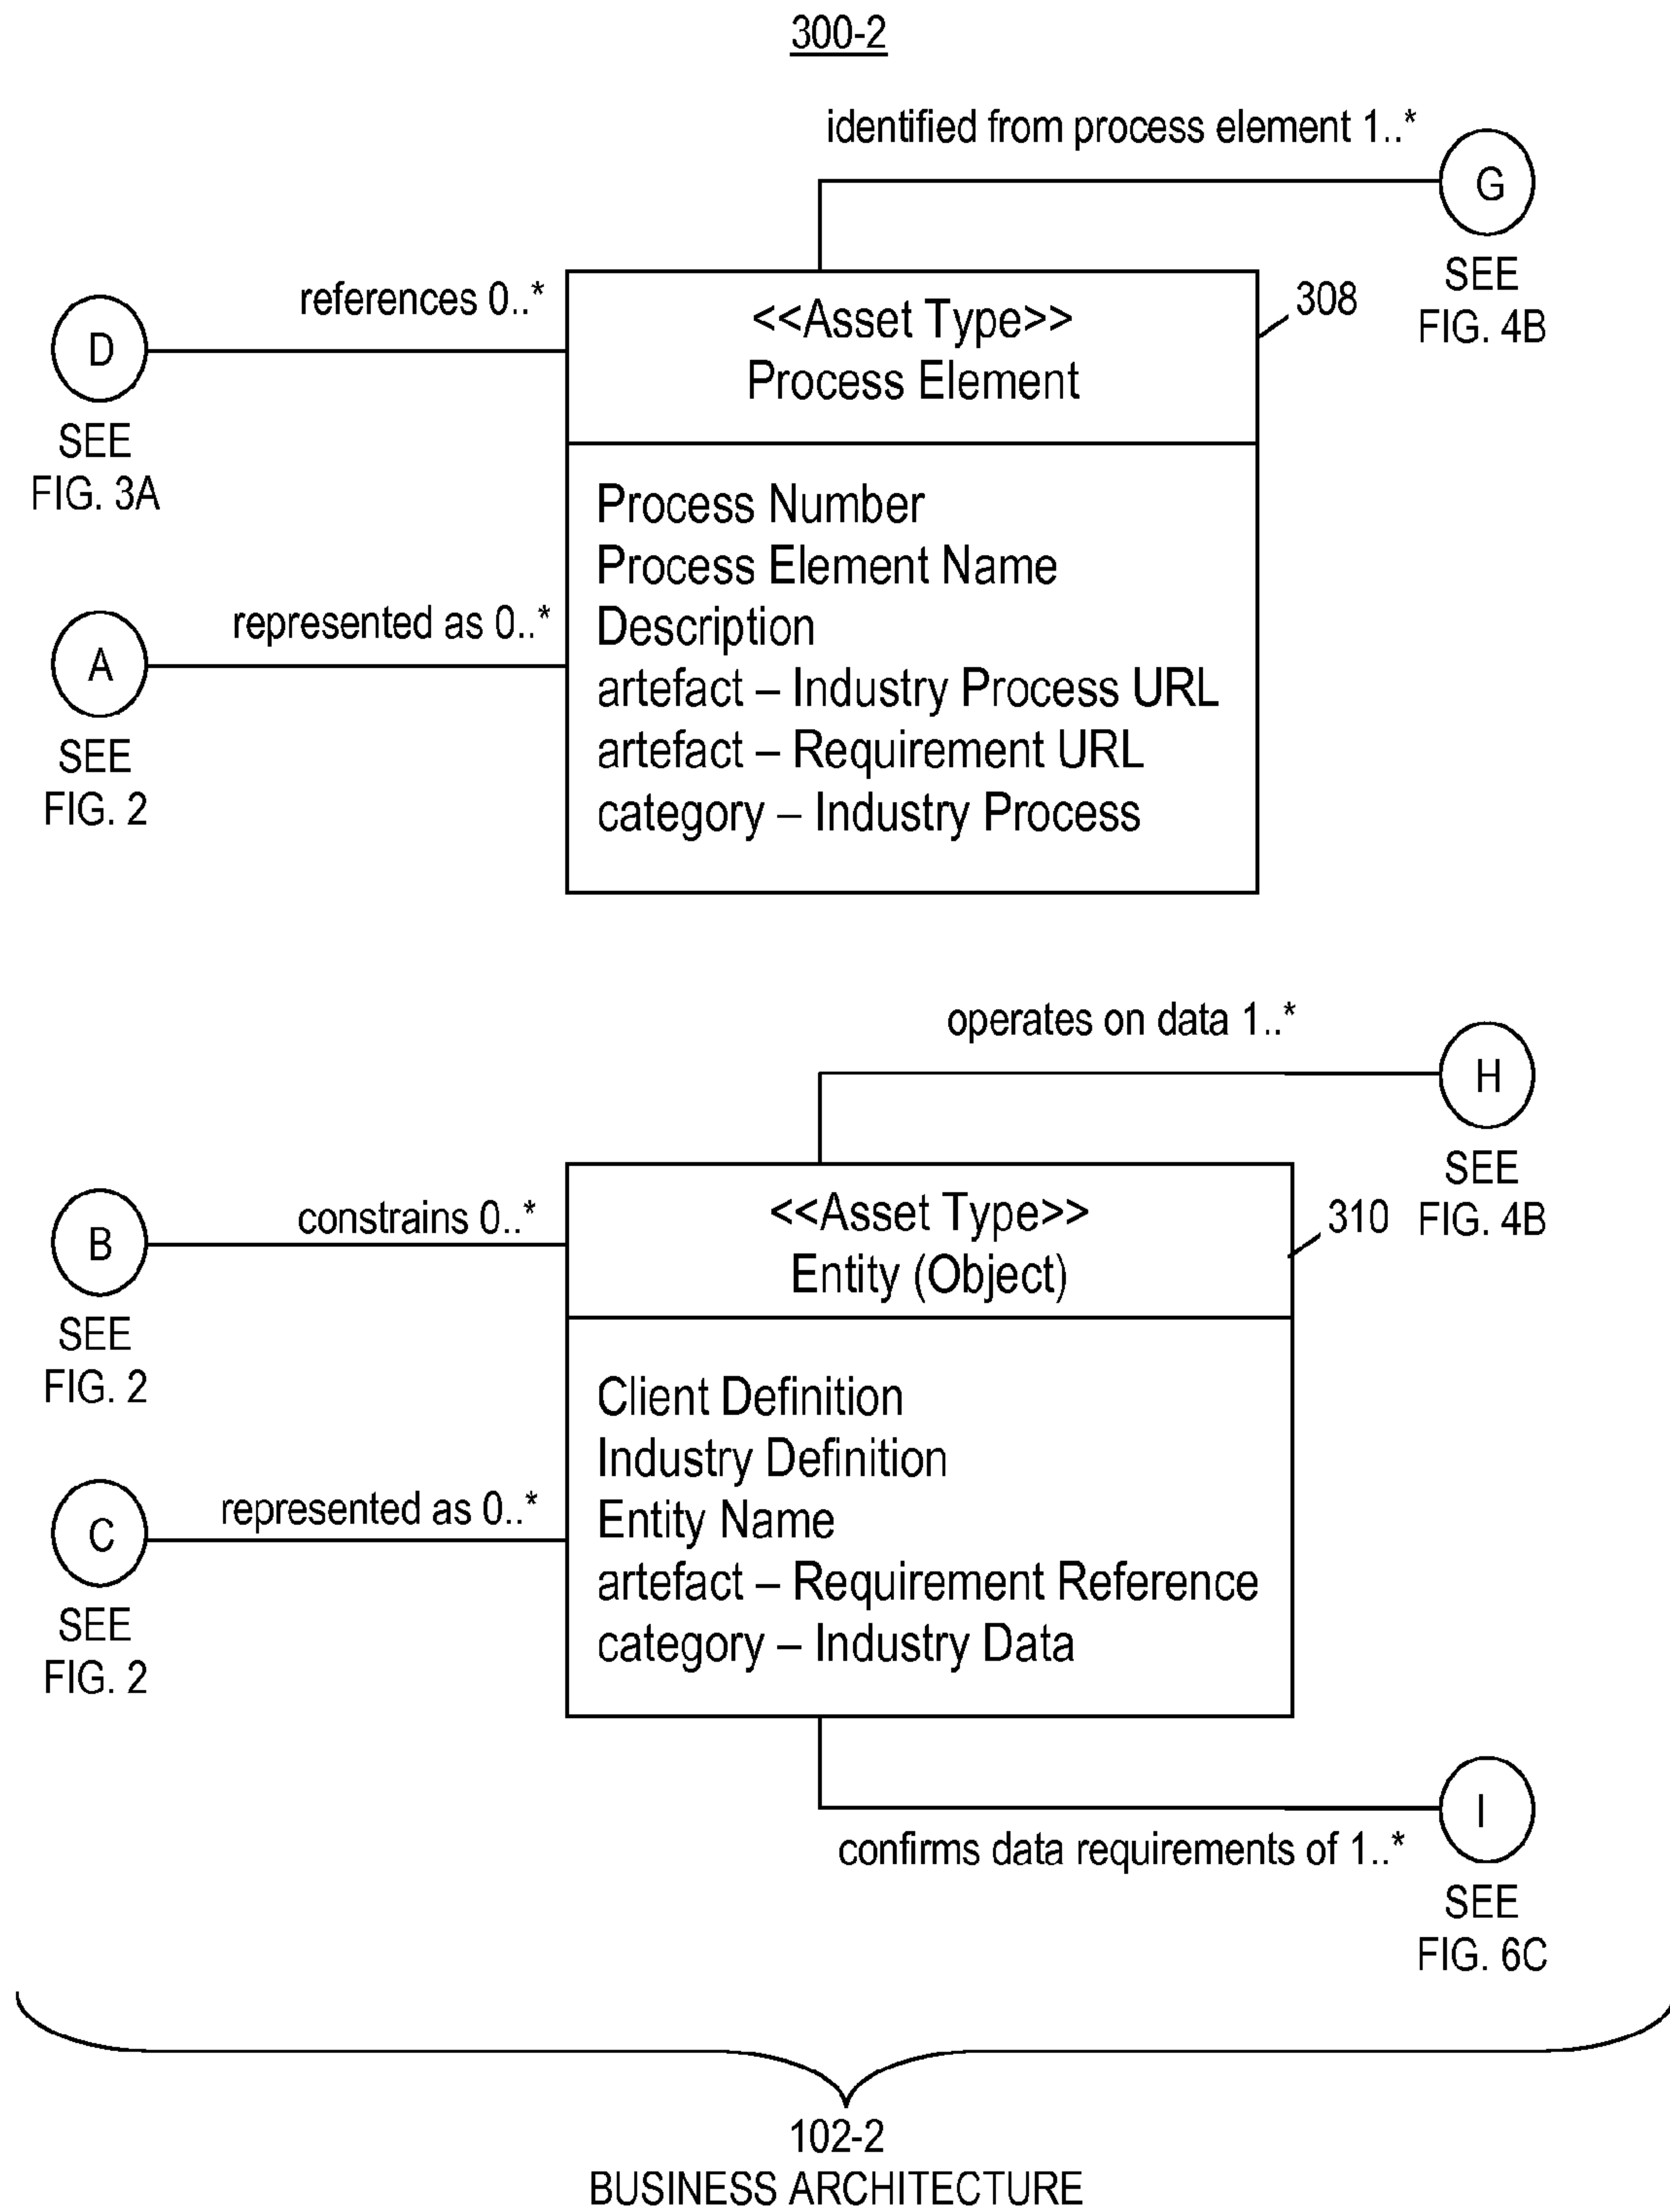 300-2
identified from process element 1..*
G
SEE
FIG. 4B
references 0..*
D
SEE
FIG. 3A
<<Asset Type>>
Process Element
308
represented as 0..*
A
SEE
FIG. 2
Process Number
Process Element Name
Description
artefact – Industry Process URL
artefact – Requirement URL
category – Industry Process
operates on data 1..*
H
SEE
FIG. 4B
constrains 0..*
B
SEE
FIG. 2
<<Asset Type>>
Entity (Object)
310
represented as 0..*
C
SEE
FIG. 2
Client Definition
Industry Definition
Entity Name
artefact – Requirement Reference
category – Industry Data
I
confirms data requirements of 1..*
SEE
FIG. 6C
102-2
BUSINESS ARCHITECTURE